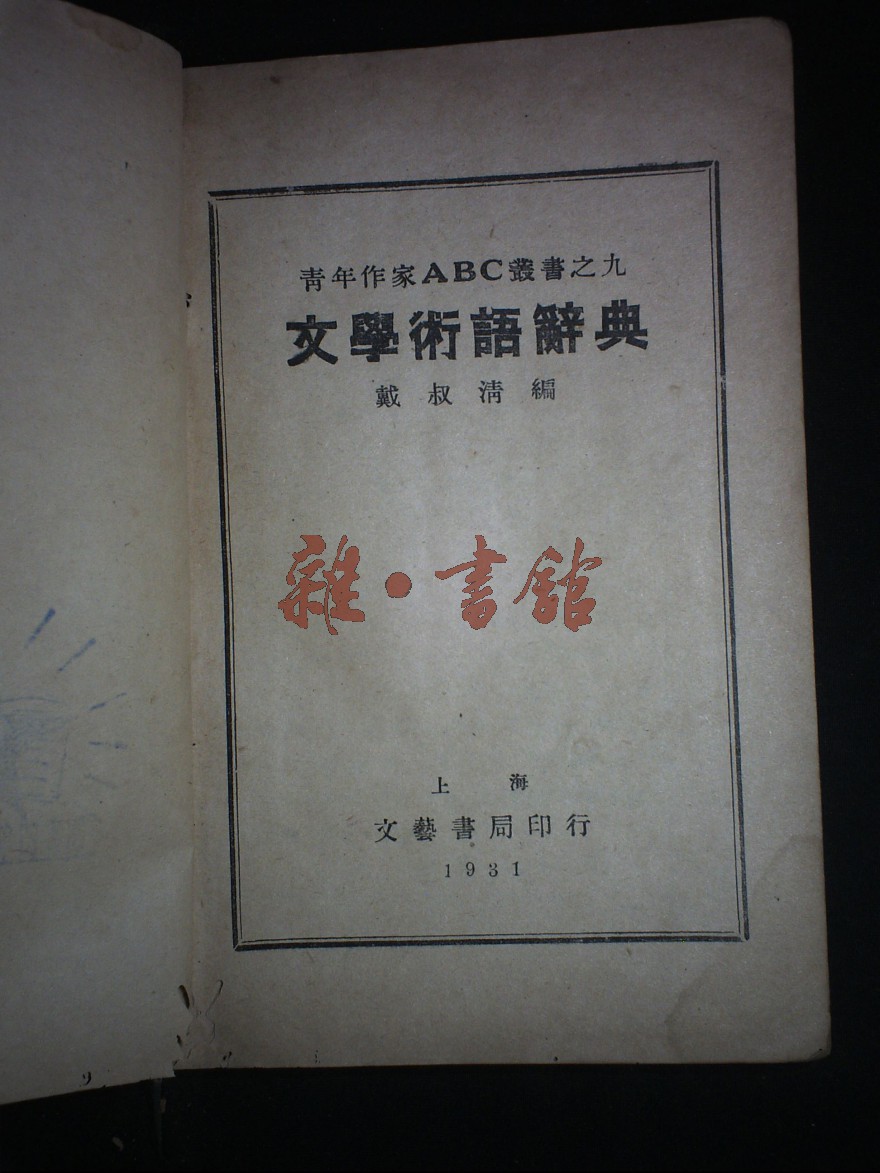 青年作家ABC叢書之九
文學術語辭典
戴叔清編
雜·書館
上海
文藝書局印行
1931